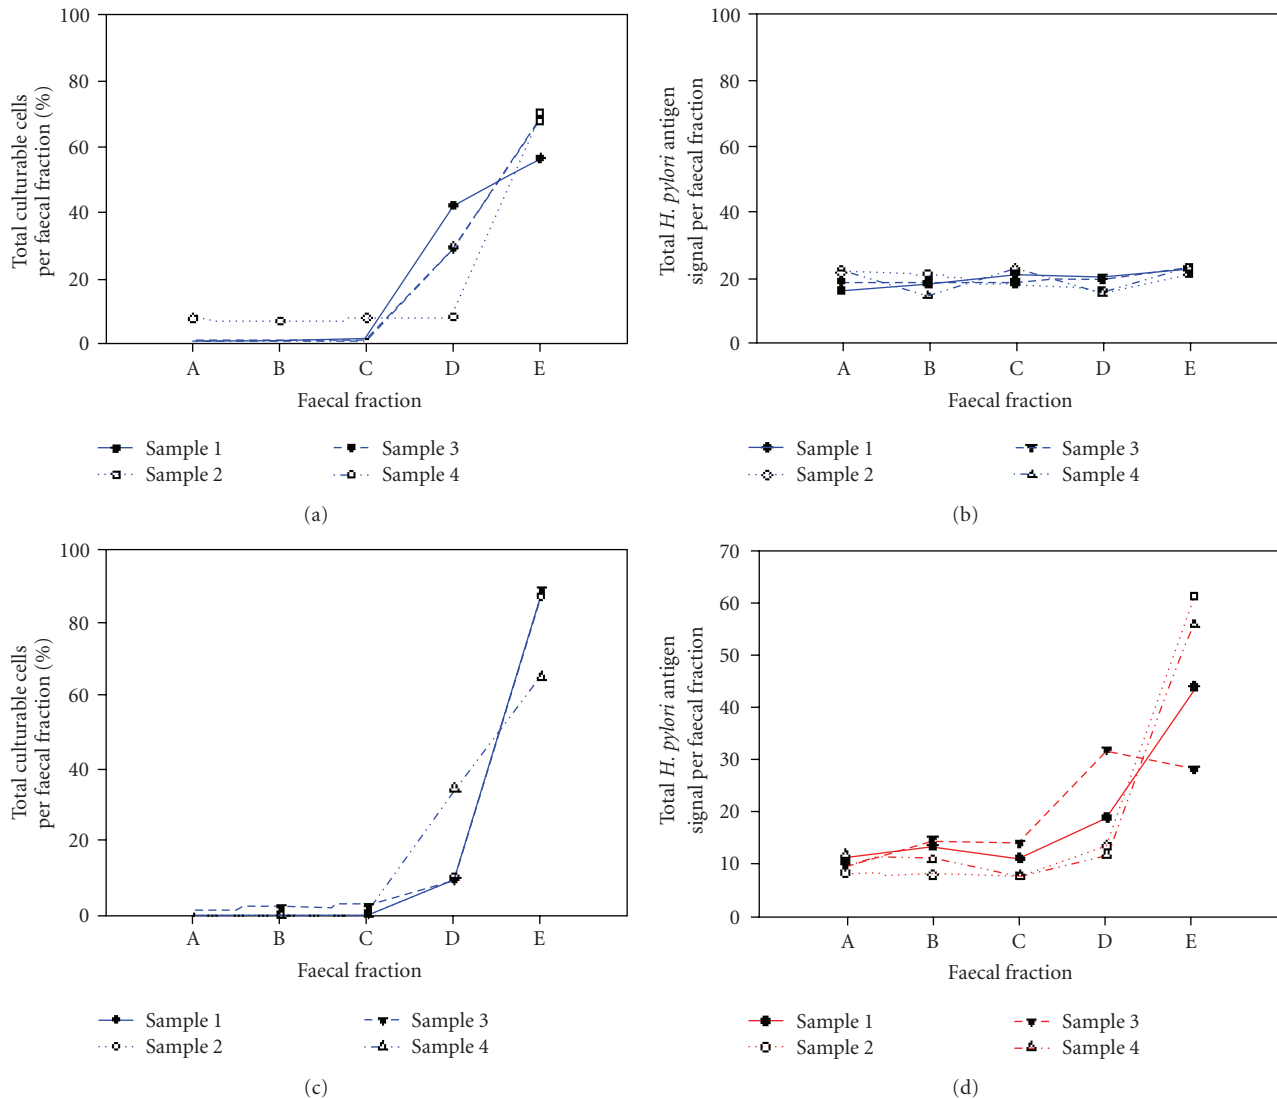 100
80
60
40
20
0
Total culturable cells
per faecal fraction (%)
A B C D E
Faecal fraction
Sample 1
Sample 2
Sample 3
Sample 4
(a)
100
80
60
40
20
0
Total H. pylori antigen
signal per faecal fraction
A B C D E
Faecal fraction
Sample 1
Sample 2
Sample 3
Sample 4
(b)
100
80
60
40
20
0
Total culturable cells
per faecal fraction (%)
A B C D E
Faecal fraction
Sample 1
Sample 2
Sample 3
Sample 4
(c)
70
60
50
40
30
20
10
0
Total H. pylori antigen
signal per faecal fraction
A B C D E
Faecal fraction
Sample 1
Sample 2
Sample 3
Sample 4
(d)